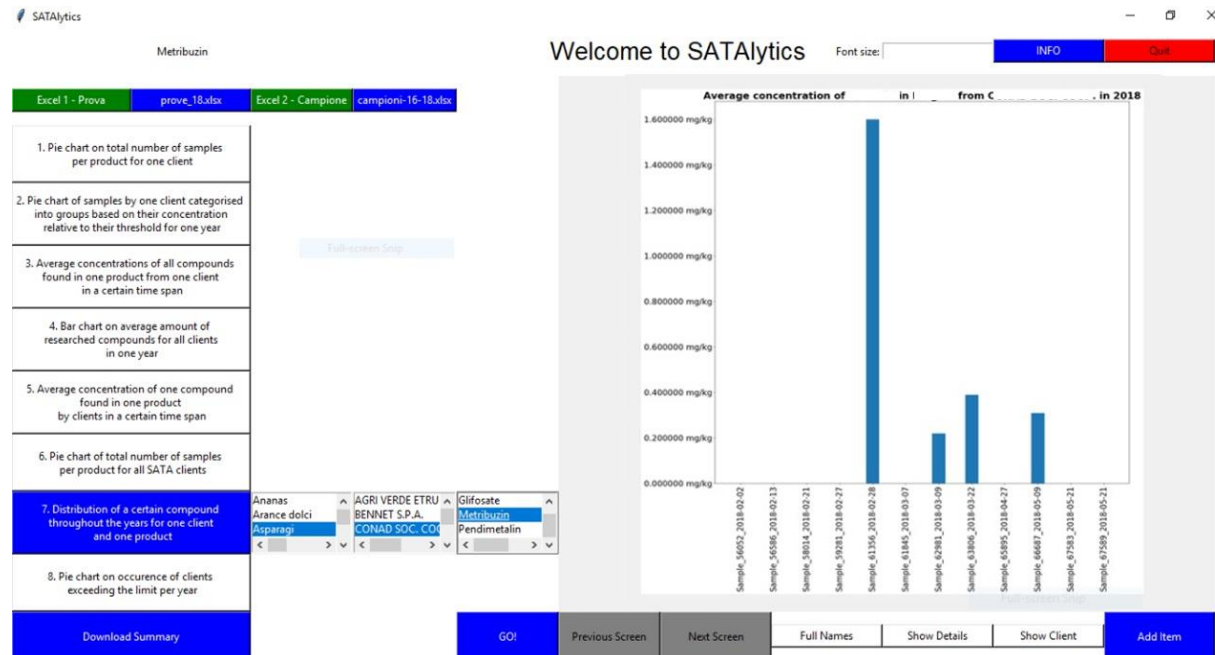 SATAlytics
Metribuzin
Welcome to SATAlytics
Font size:
INFO
Quit
Excel 1 - Prova
prove_18.xlsx
Excel 2 - Campione
campioni-16-18.xlsx
1. Pie chart on total number of samples
per product for one client
2. Pie chart of samples by one client categorised
into groups based on their concentration
relative to their threshold for one year
3. Average concentrations of all compounds
found in one product from one client
in a certain time span
4. Bar chart on average amount of
researched compounds for all clients
in one year
5. Average concentration of one compound
found in one product
by clients in a certain time span
6. Pie chart of total number of samples
per product for all SATA clients
7. Distribution of a certain compound
throughout the years for one client
and one product
8. Pie chart on occurence of clients
exceeding the limit per year
Full-screen Snip
Ananas
Arance dolci
Asparagi
AGRI VERDE ETRU
BENNET S.P.A.
CONAD SOC. COO
Glifosate
Metribuzin
Pendimetalin
Average concentration of in from C . in 2018
1.600000 mg/kg
1.400000 mg/kg
1.200000 mg/kg
1.000000 mg/kg
0.800000 mg/kg
0.600000 mg/kg
0.400000 mg/kg
0.200000 mg/kg
0.000000 mg/kg
Sample_56052_2018-02-02
Sample_56586_2018-02-13
Sample_58014_2018-02-21
Sample_59281_2018-02-27
Sample_61356_2018-02-28
Sample_61845_2018-03-07
Sample_62981_2018-03-09
Sample_63806_2018-03-22
Sample_65895_2018-04-27
Sample_66687_2018-05-09
Sample_67583_2018-05-21
Sample_67589_2018-05-21
Full-screen Snip
Download Summary
GO!
Previous Screen
Next Screen
Full Names
Show Details
Show Client
Add Item